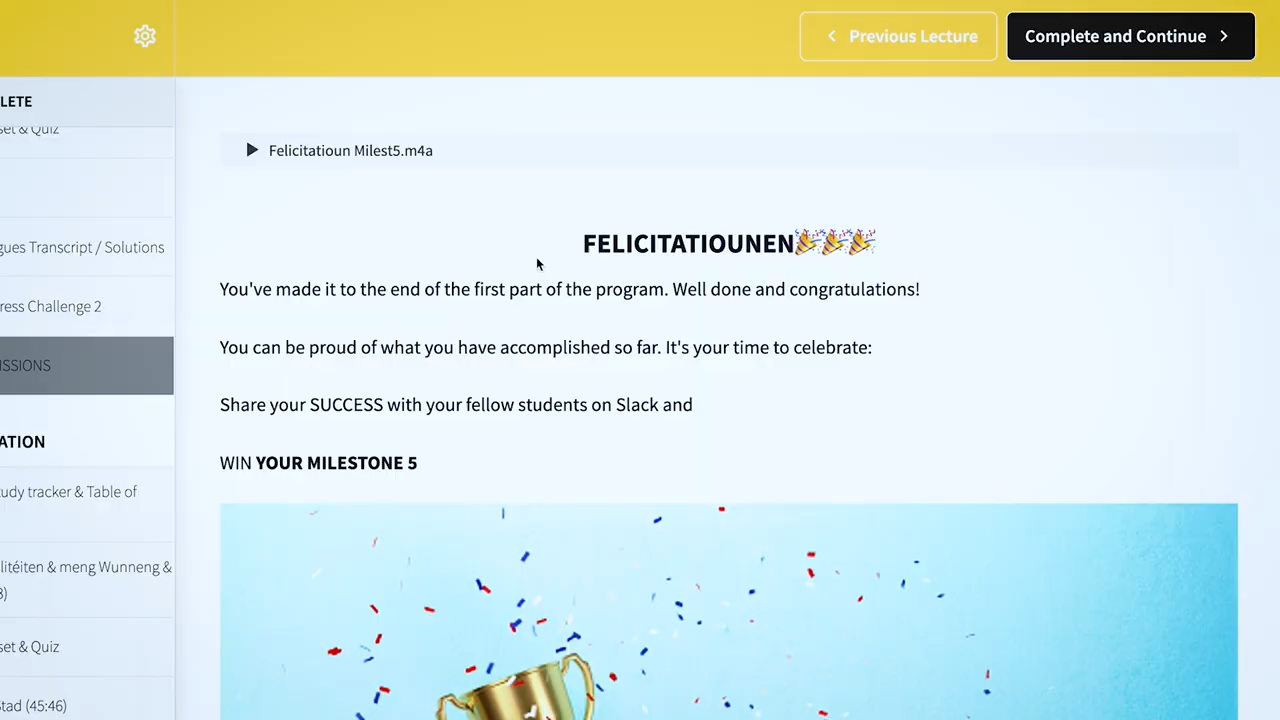 Previous Lecture
Complete and Continue
LETE
set & Quiz
Felicitatioun Milest5.m4a
gues Transcript / Solutions
ress Challenge 2
ISSIONS
ATION
tudy tracker & Table of
litéiten & meng Wunneng &
3)
set & Quiz
Stad (45:46)
FELICITATIOUNEN🎉🎉🎉
You've made it to the end of the first part of the program. Well done and congratulations!
You can be proud of what you have accomplished so far. It's your time to celebrate:
Share your SUCCESS with your fellow students on Slack and
WIN YOUR MILESTONE 5